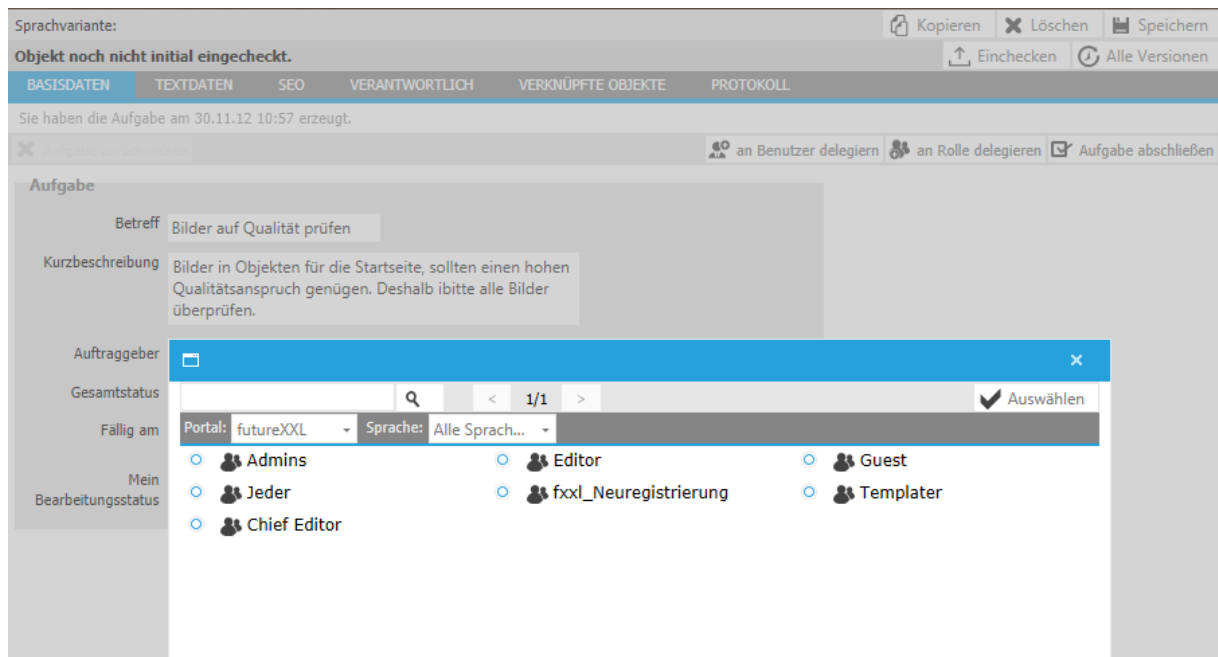 Sprachvariante:
Kopieren
Löschen
Speichern
Objekt noch nicht initial eingecheckt.
Einchecken
Alle Versionen
BASISDATEN
TEXTDATEN
SEO
VERANTWORTLICH
VERKNÜPFTE OBJEKTE
PROTOKOLL
Sie haben die Aufgabe am 30.11.12 10:57 erzeugt.
an Benutzer delegiern
an Rolle delegieren
Aufgabe abschließen
Aufgabe
Betreff
Bilder auf Qualität prüfen
Kurzbeschreibung
Bilder in Objekten für die Startseite, sollten einen hohen
Qualitätsanspruch genügen. Deshalb ibitte alle Bilder
überprüfen.
Auftraggeber
Gesamtstatus
Fällig am
Mein
Bearbeitungsstatus
< 1/1 >
Auswählen
Portal: futureXXL
Sprache: Alle Sprach...
Admins
Editor
Guest
Jeder
fxxl_Neuregistrierung
Templater
Chief Editor